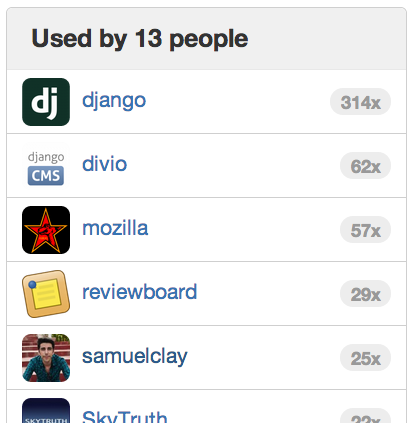 Used by 13 people
dj
django
314x
django
CMS
divio
62x
mozilla
57x
reviewboard
29x
samuelclay
25x
SKYTRUTH
SkyTruth
22x